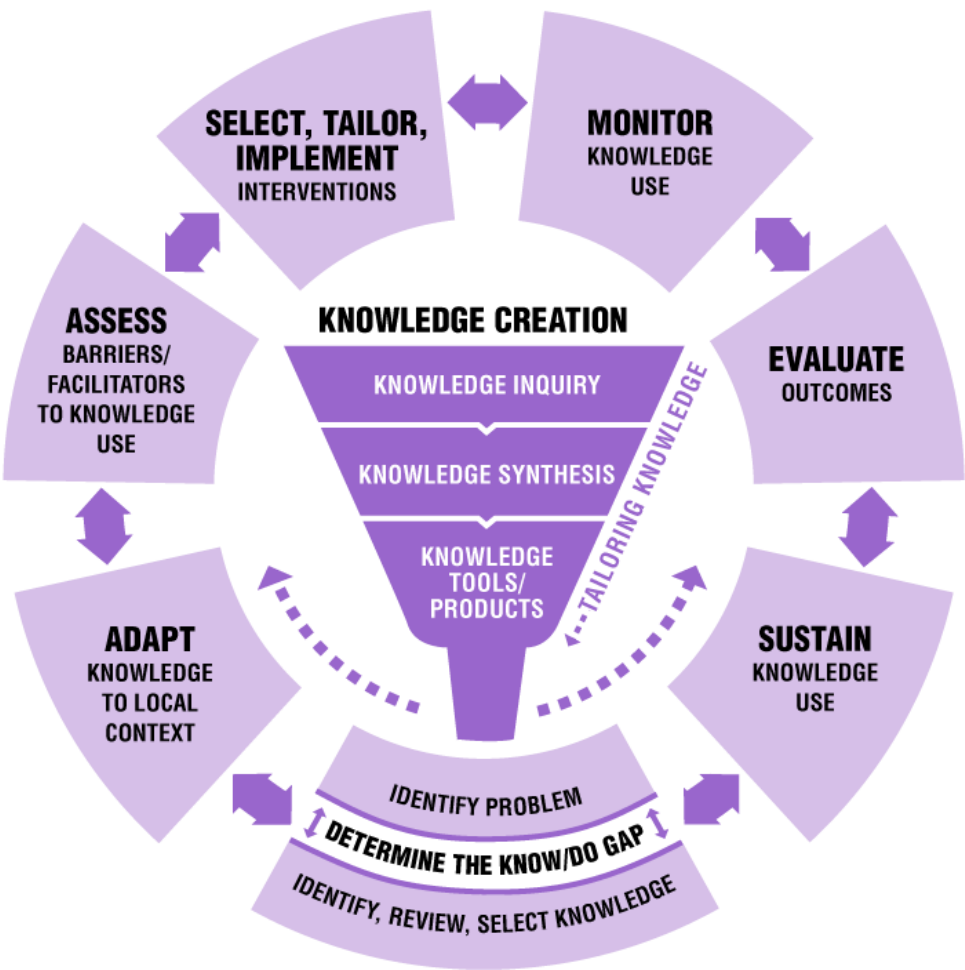 SELECT, TAILOR,
IMPLEMENT
INTERVENTIONS
MONITOR
KNOWLEDGE
USE
ASSESS
BARRIERS/
FACILITATORS
TO KNOWLEDGE
USE
KNOWLEDGE CREATION
KNOWLEDGE INQUIRY
KNOWLEDGE SYNTHESIS
KNOWLEDGE
TOOLS/
PRODUCTS
TAILORING KNOWLEDGE
EVALUATE
OUTCOMES
ADAPT
KNOWLEDGE
TO LOCAL
CONTEXT
SUSTAIN
KNOWLEDGE
USE
IDENTIFY PROBLEM
DETERMINE THE KNOW/DO GAP
IDENTIFY, REVIEW, SELECT KNOWLEDGE